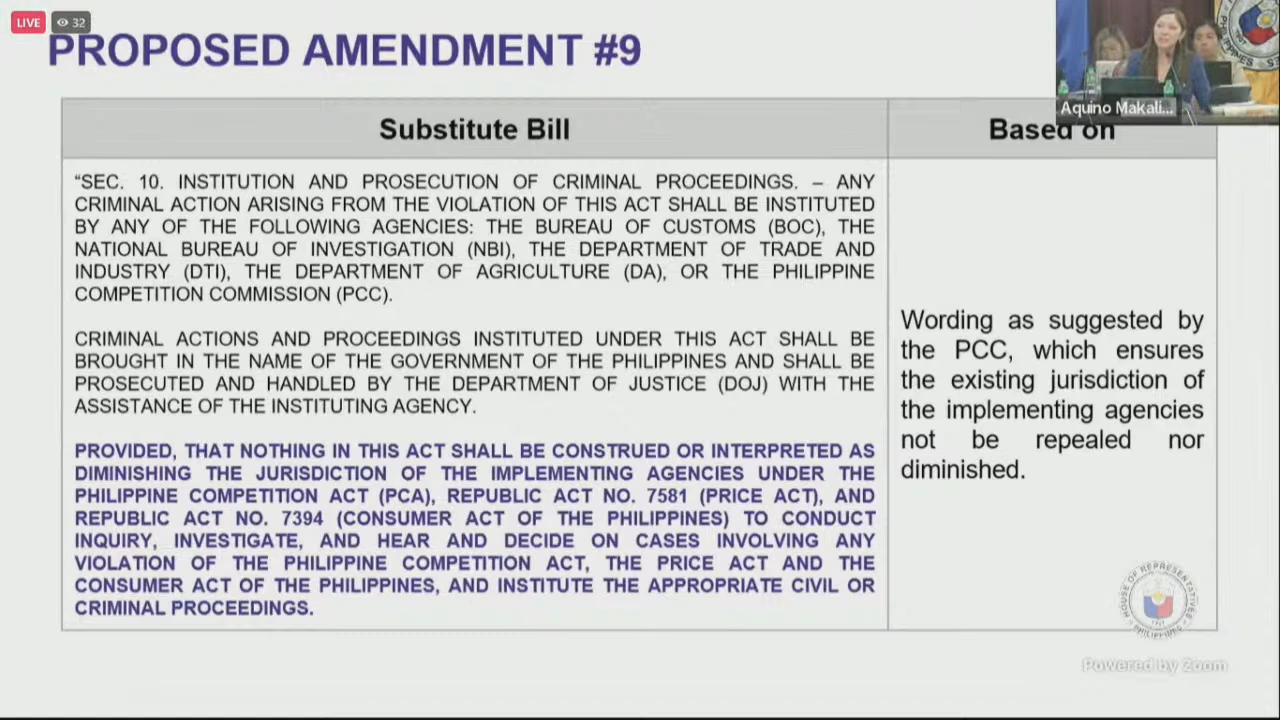 LIVE 32
PROPOSED AMENDMENT #9
Aquino Makali...
Substitute Bill
Based on
“SEC. 10. INSTITUTION AND PROSECUTION OF CRIMINAL PROCEEDINGS. – ANY
CRIMINAL ACTION ARISING FROM THE VIOLATION OF THIS ACT SHALL BE INSTITUTED
BY ANY OF THE FOLLOWING AGENCIES: THE BUREAU OF CUSTOMS (BOC), THE
NATIONAL BUREAU OF INVESTIGATION (NBI), THE DEPARTMENT OF TRADE AND
INDUSTRY (DTI), THE DEPARTMENT OF AGRICULTURE (DA), OR THE PHILIPPINE
COMPETITION COMMISSION (PCC).
CRIMINAL ACTIONS AND PROCEEDINGS INSTITUTED UNDER THIS ACT SHALL BE
BROUGHT IN THE NAME OF THE GOVERNMENT OF THE PHILIPPINES AND SHALL BE
PROSECUTED AND HANDLED BY THE DEPARTMENT OF JUSTICE (DOJ) WITH THE
ASSISTANCE OF THE INSTITUTING AGENCY.
PROVIDED, THAT NOTHING IN THIS ACT SHALL BE CONSTRUED OR INTERPRETED AS
DIMINISHING THE JURISDICTION OF THE IMPLEMENTING AGENCIES UNDER THE
PHILIPPINE COMPETITION ACT (PCA), REPUBLIC ACT NO. 7581 (PRICE ACT), AND
REPUBLIC ACT NO. 7394 (CONSUMER ACT OF THE PHILIPPINES) TO CONDUCT
INQUIRY, INVESTIGATE, AND HEAR AND DECIDE ON CASES INVOLVING ANY
VIOLATION OF THE PHILIPPINE COMPETITION ACT, THE PRICE ACT AND THE
CONSUMER ACT OF THE PHILIPPINES, AND INSTITUTE THE APPROPRIATE CIVIL OR
CRIMINAL PROCEEDINGS.
Wording as suggested by
the PCC, which ensures
the existing jurisdiction of
the implementing agencies
not be repealed nor
diminished.
HOUSE OF REPRESENTATIVES
PHILIPPINES
Powered by Zoom